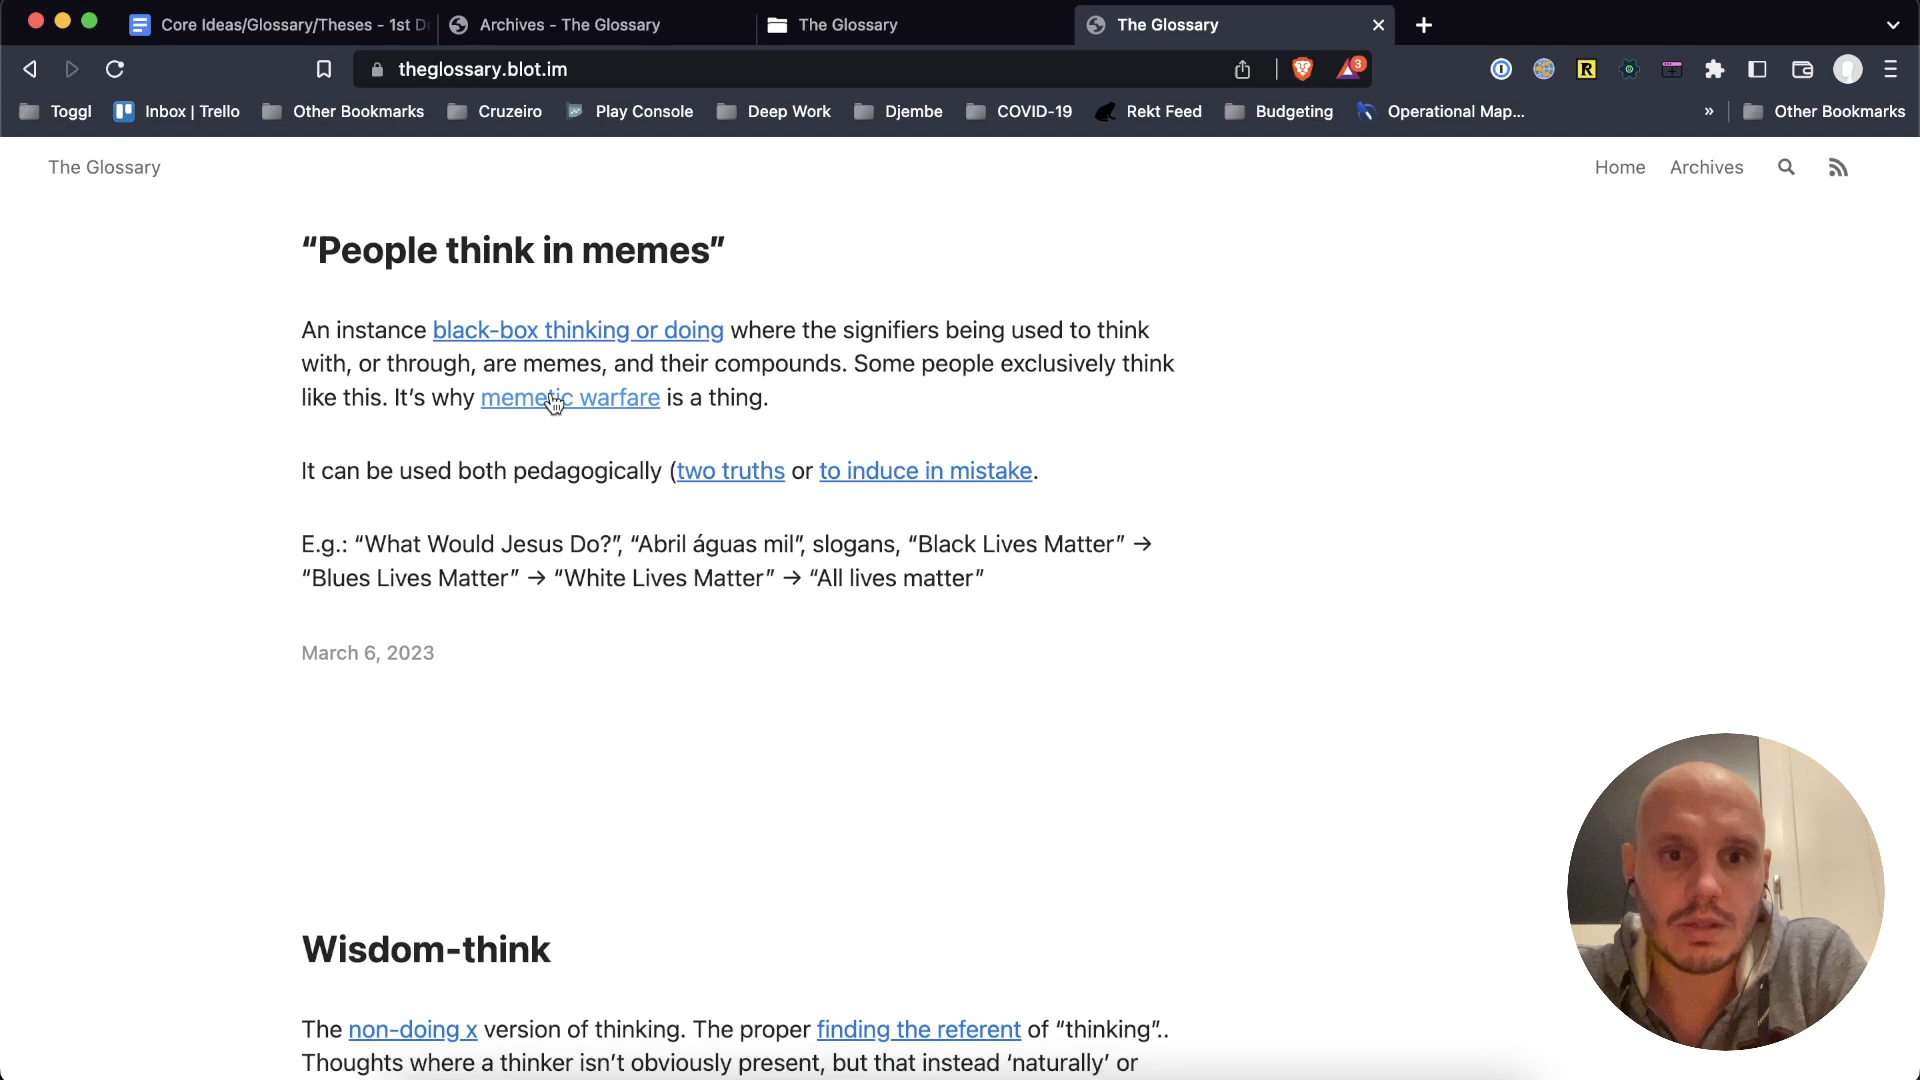 Core Ideas/Glossary/Theses - 1st Dr
Archives - The Glossary
The Glossary
The Glossary
theglossary.blot.im
3
Toggl
Inbox | Trello
Other Bookmarks
Cruzeiro
Play Console
Deep Work
Djembe
COVID-19
Rekt Feed
Budgeting
Operational Map...
»
Other Bookmarks
The Glossary
Home
Archives
“People think in memes”
An instance black-box thinking or doing where the signifiers being used to think
with, or through, are memes, and their compounds. Some people exclusively think
like this. It’s why memetic warfare is a thing.
It can be used both pedagogically (two truths or to induce in mistake.
E.g.: “What Would Jesus Do?”, “Abril águas mil”, slogans, “Black Lives Matter” →
“Blues Lives Matter” → “White Lives Matter” → “All lives matter”
March 6, 2023
Wisdom-think
The non-doing x version of thinking. The proper finding the referent of “thinking”..
Thoughts where a thinker isn’t obviously present, but that instead ‘naturally’ or